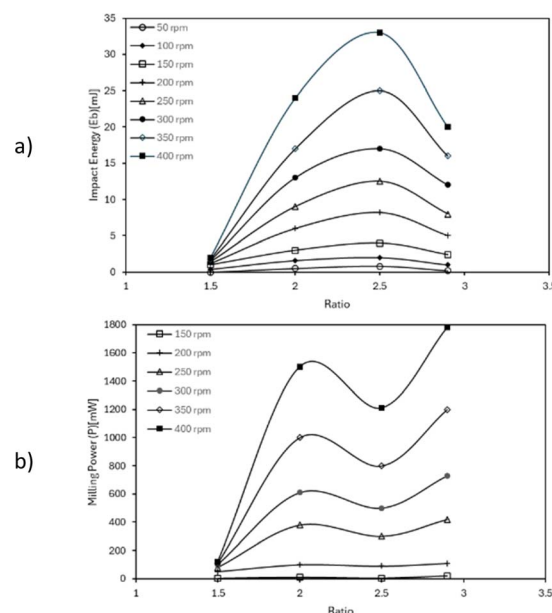 a)
Impact Energy (Eb)[mJ]
35
30
25
20
15
10
5
0
50 rpm
100 rpm
150 rpm
200 rpm
250 rpm
300 rpm
350 rpm
400 rpm
1 1.5 2 2.5 3 3.5
Ratio
b)
Milling Power (P)[mW]
1800
1600
1400
1200
1000
800
600
400
200
0
150 rpm
200 rpm
250 rpm
300 rpm
350 rpm
400 rpm
1 1.5 2 2.5 3 3.5
Ratio